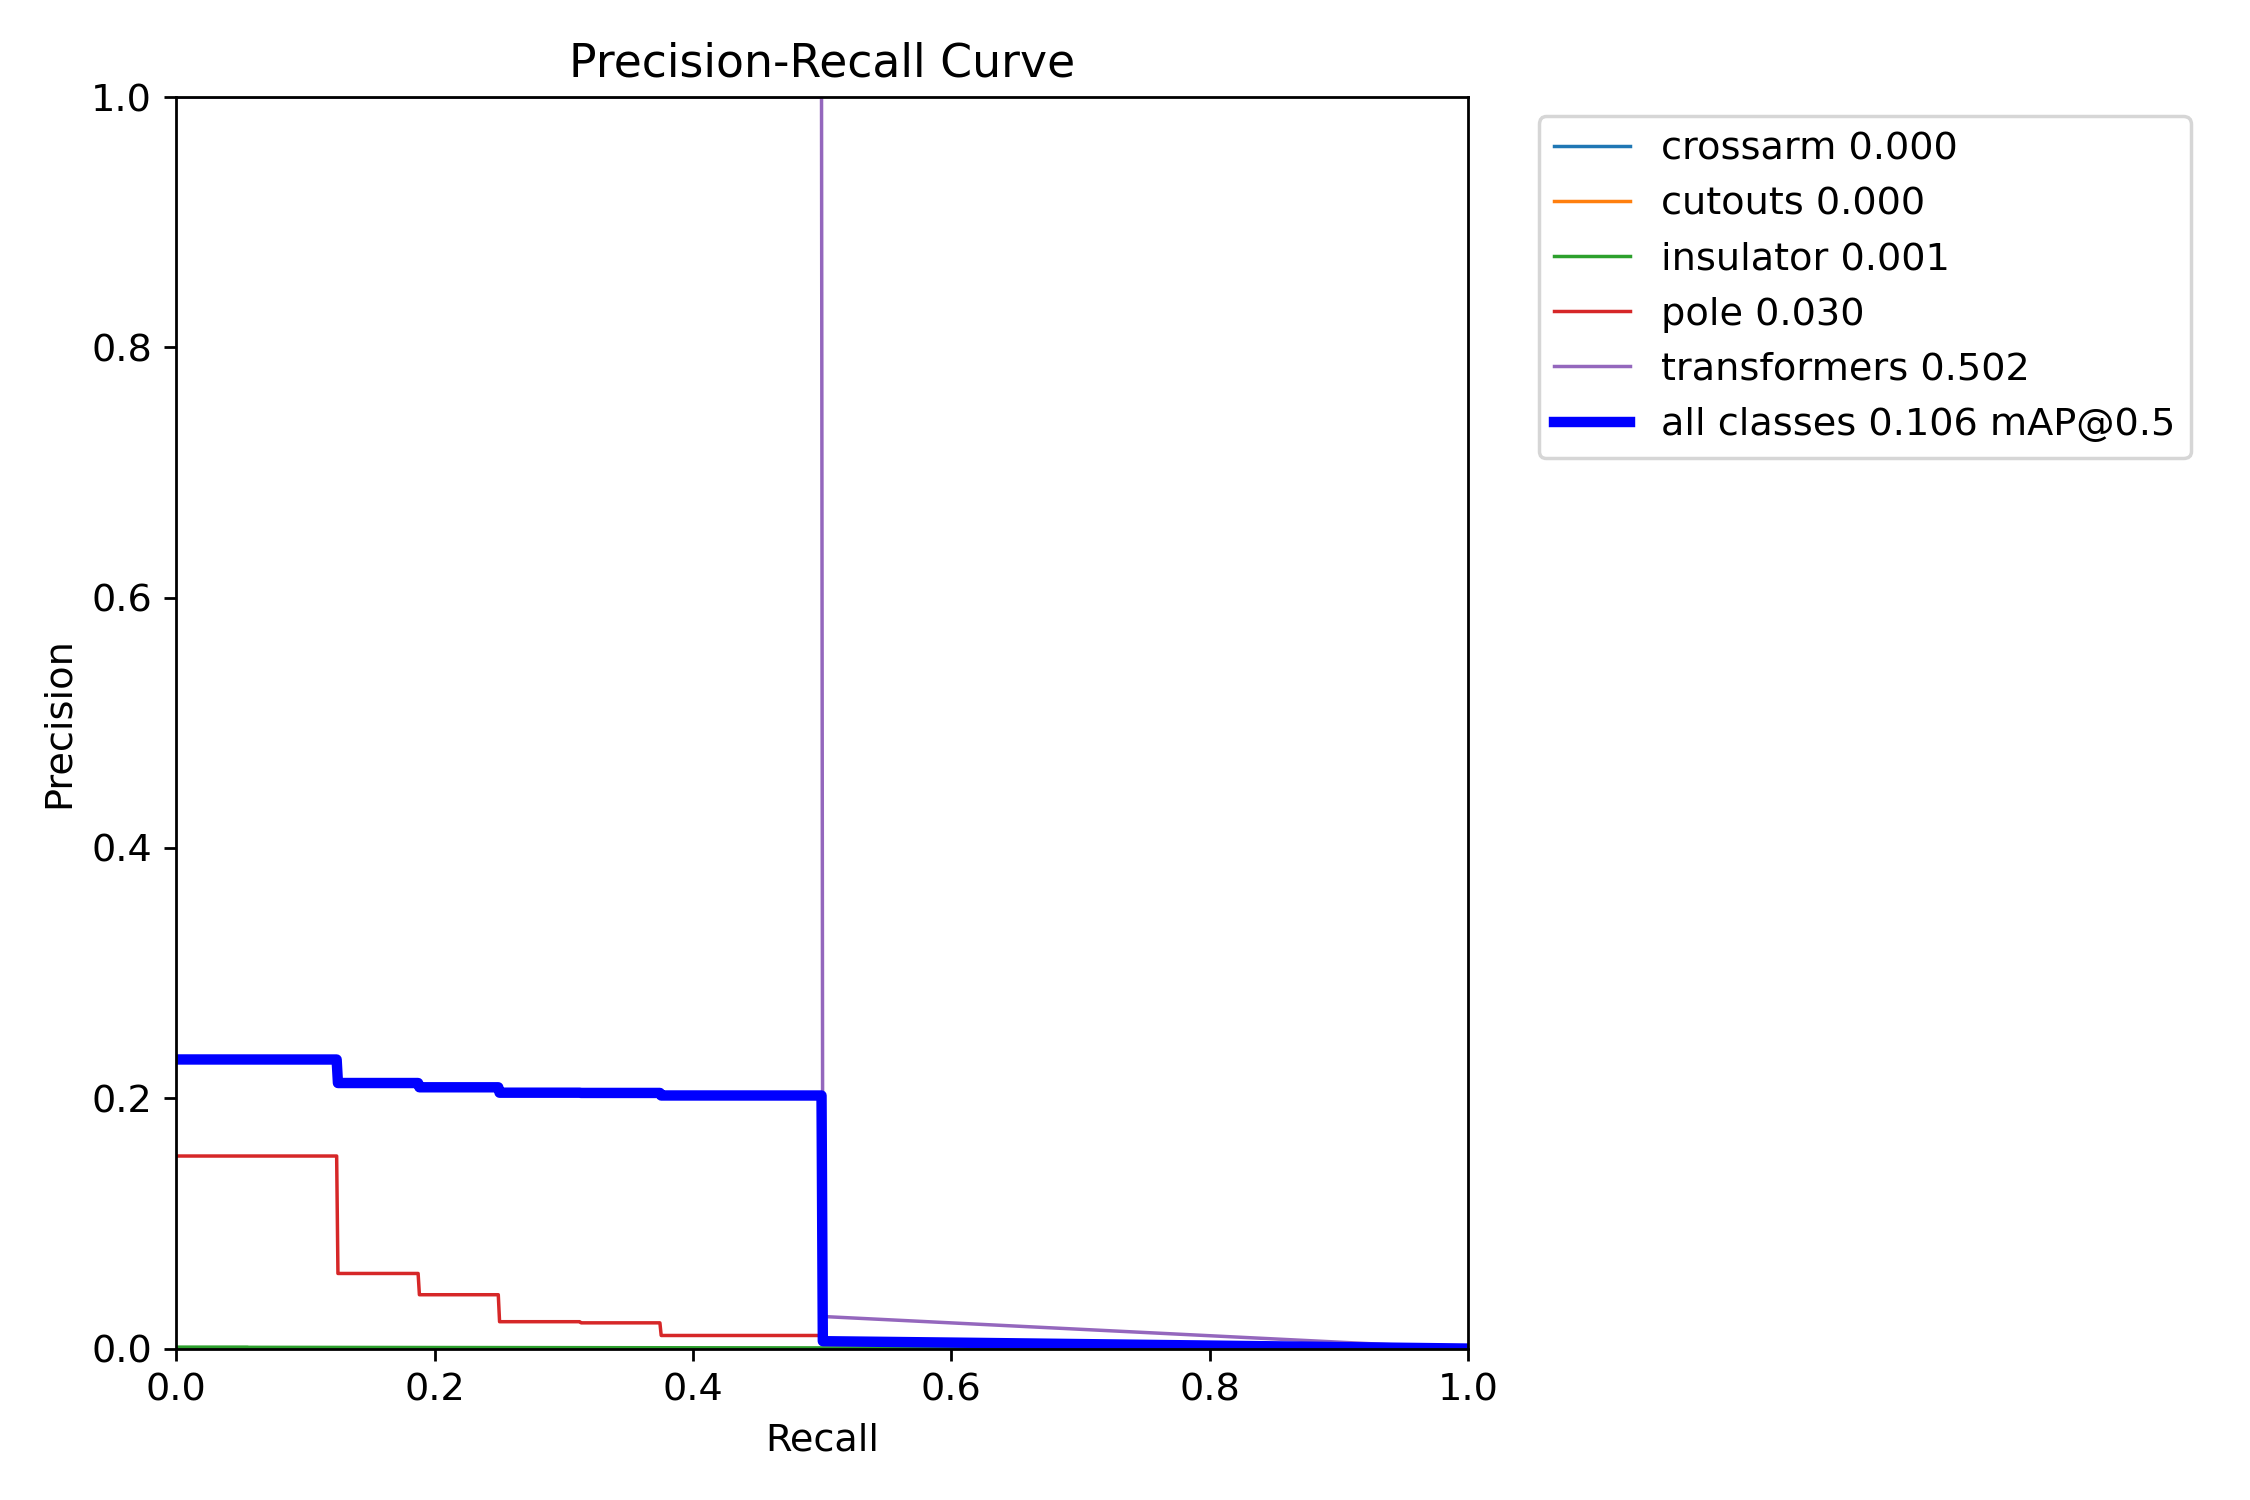 Precision-Recall Curve
1.0
0.8
0.6
0.4
0.2
0.0
Precision
0.0 0.2 0.4 0.6 0.8 1.0
Recall
crossarm 0.000
cutouts 0.000
insulator 0.001
pole 0.030
transformers 0.502
all classes 0.106 mAP@0.5